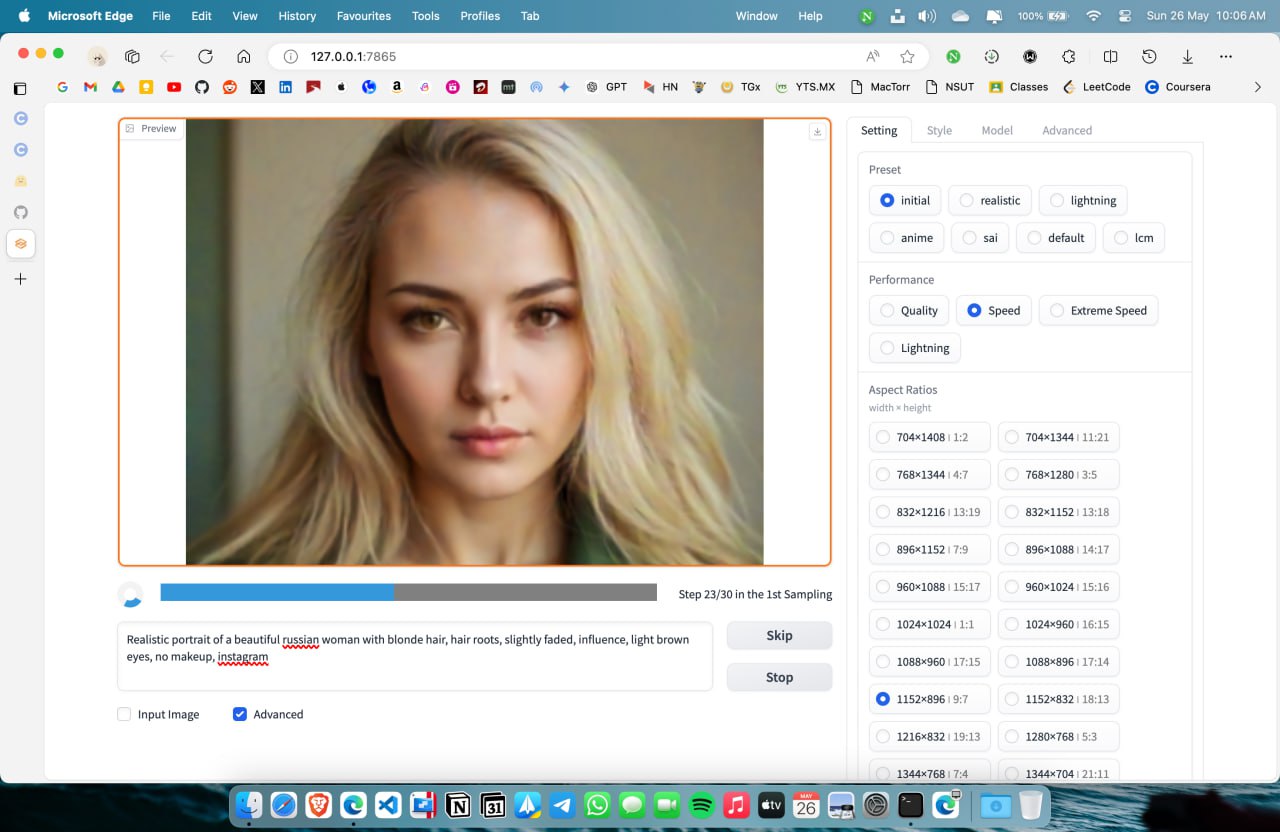 Microsoft Edge File Edit View History Favourites Tools Profiles Tab Window Help N 100% Sun 26 May 10:06 AM
127.0.0.1:7865
GPT HN TGx YTS.MX MacTorr NSUT Classes LeetCode Coursera
Preview
Setting Style Model Advanced
Preset
initial realistic lightning
anime sai default lcm
Performance
Quality Speed Extreme Speed
Lightning
Aspect Ratios
width × height
704×1408 | 1:2 704×1344 | 11:21
768×1344 | 4:7 768×1280 | 3:5
832×1216 | 13:19 832×1152 | 13:18
896×1152 | 7:9 896×1088 | 14:17
960×1088 | 15:17 960×1024 | 15:16
1024×1024 | 1:1 1024×960 | 16:15
1088×960 | 17:15 1088×896 | 17:14
1152×896 | 9:7 1152×832 | 18:13
1216×832 | 19:13 1280×768 | 5:3
1344×768 | 7:4 1344×704 | 21:11
Step 23/30 in the 1st Sampling
Realistic portrait of a beautiful russian woman with blonde hair, hair roots, slightly faded, influence, light brown
eyes, no makeup, instagram
Skip
Stop
Input Image Advanced
31 tv MAY 26